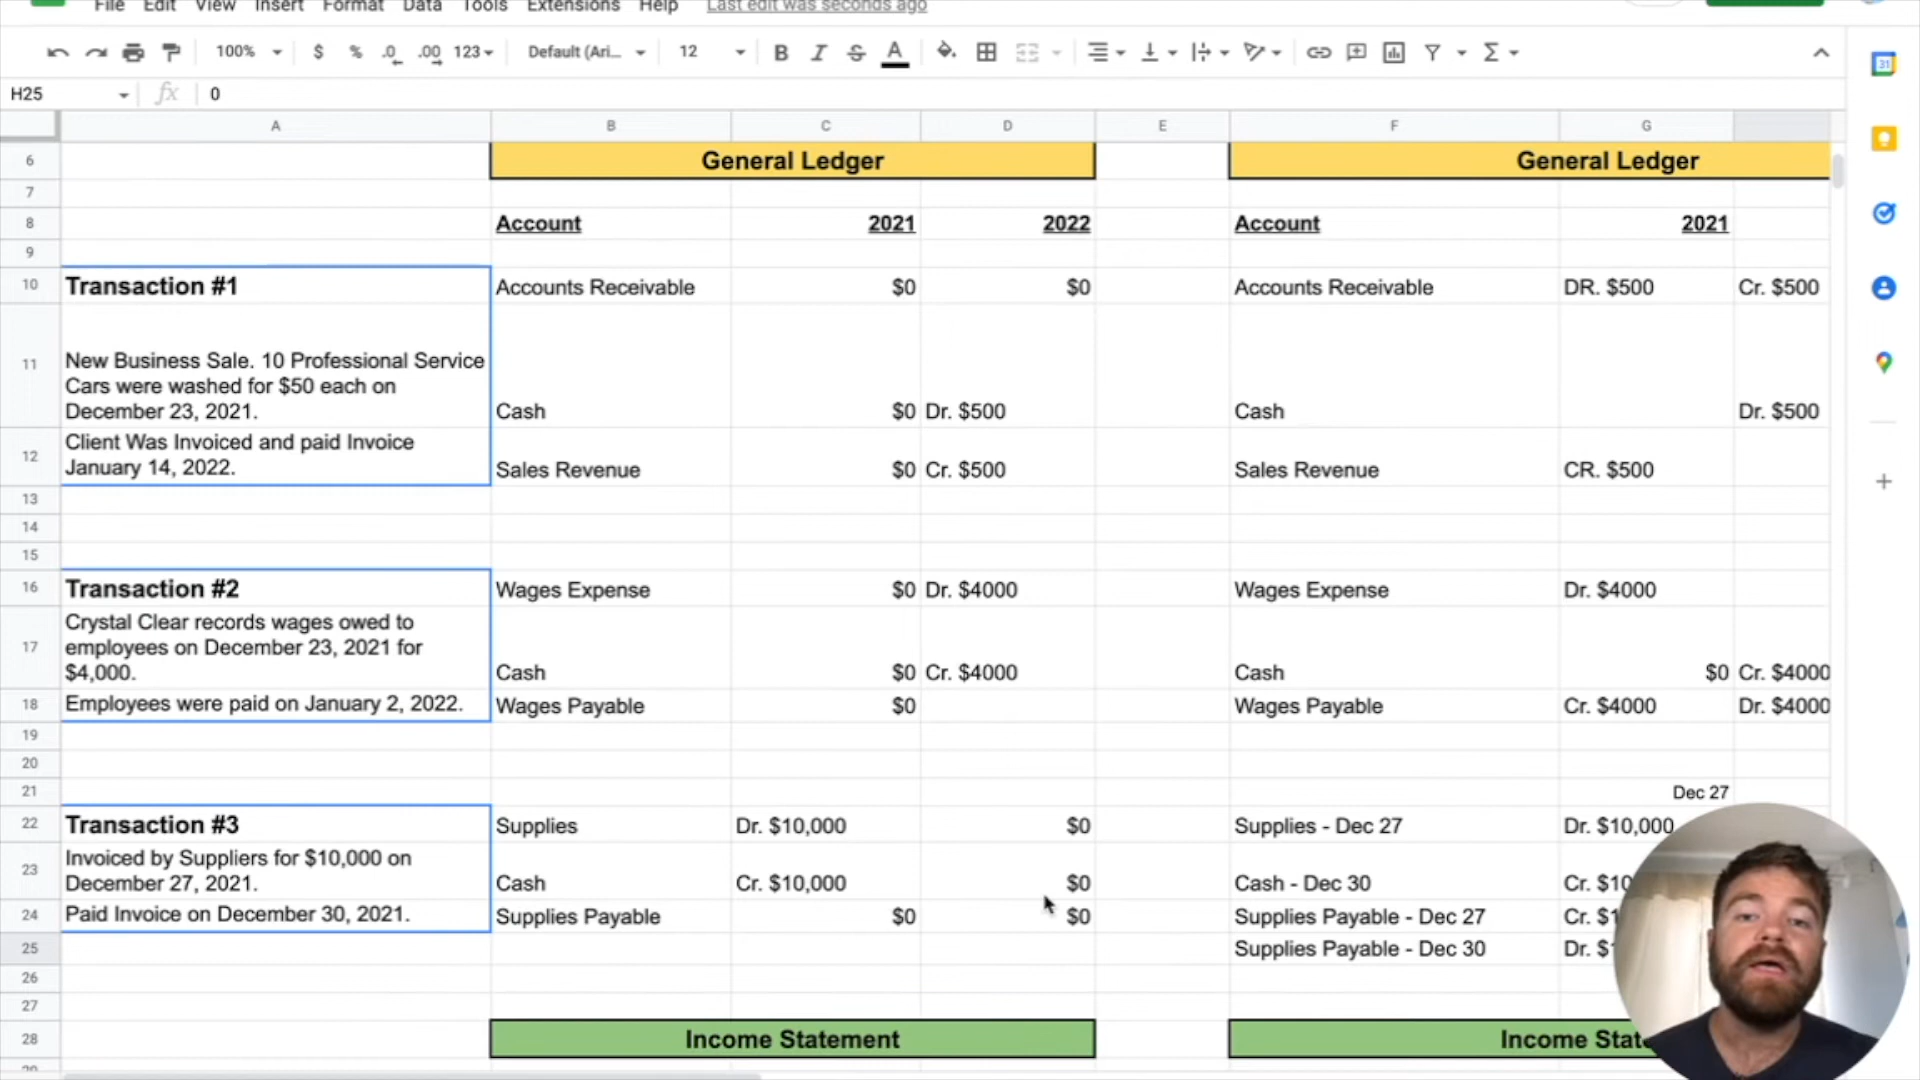 File Edit View Insert Format Data Tools Extensions Help Last edit was seconds ago
100% $ % .0 .00 123 Default (Ari... 12 B I S A
31
H25 fx 0
A B C D E F G
6 General Ledger General Ledger
7
8 Account 2021 2022 Account 2021
9
10 Transaction #1 Accounts Receivable $0 $0 Accounts Receivable DR. $500 Cr. $500
New Business Sale. 10 Professional Service
11 Cars were washed for $50 each on
December 23, 2021. Cash $0 Dr. $500 Cash Dr. $500
Client Was Invoiced and paid Invoice
12 January 14, 2022. Sales Revenue $0 Cr. $500 Sales Revenue CR. $500
13
14
15
16 Transaction #2 Wages Expense $0 Dr. $4000 Wages Expense Dr. $4000
Crystal Clear records wages owed to
17 employees on December 23, 2021 for
$4,000. Cash $0 Cr. $4000 Cash $0 Cr. $4000
18 Employees were paid on January 2, 2022. Wages Payable $0 Wages Payable Cr. $4000 Dr. $4000
19
20
21 Dec 27
22 Transaction #3 Supplies Dr. $10,000 $0 Supplies - Dec 27 Dr. $10,000
Invoiced by Suppliers for $10,000 on
23 December 27, 2021. Cash Cr. $10,000 $0 Cash - Dec 30 Cr. $10
24 Paid Invoice on December 30, 2021. Supplies Payable $0 $0 Supplies Payable - Dec 27 Cr. $1
25 Supplies Payable - Dec 30 Dr. $
26
27
28 Income Statement Income State